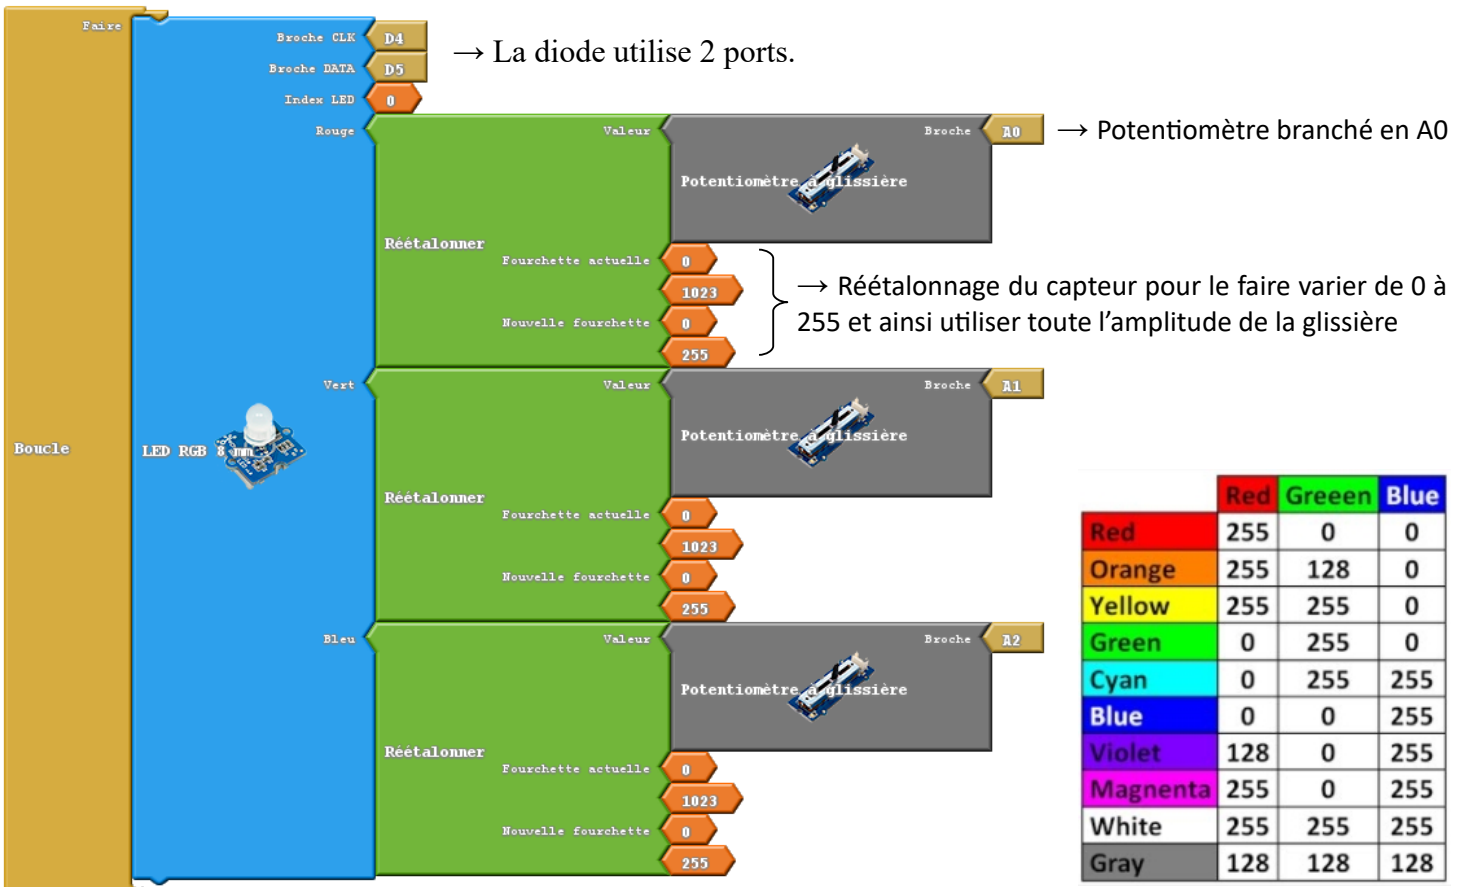 Faire
Broche CLK D4
→ La diode utilise 2 ports.
Broche DATA D5
Index LED 0
Rouge Valeur Broche A0
→ Potentiomètre branché en A0
Potentiomètre à glissière
Réétalonner
Fourchette actuelle 0
1023
Nouvelle fourchette 0
255
→ Réétalonnage du capteur pour le faire varier de 0 à
255 et ainsi utiliser toute l’amplitude de la glissière
Vert Valeur Broche A1
Potentiomètre à glissière
Boucle
LED RGB 8 mm
Réétalonner
Fourchette actuelle 0
1023
Nouvelle fourchette 0
255
Bleu Valeur Broche A2
Potentiomètre à glissière
Réétalonner
Fourchette actuelle 0
1023
Nouvelle fourchette 0
255
Red Greeen Blue
Red 255 0 0
Orange 255 128 0
Yellow 255 255 0
Green 0 255 0
Cyan 0 255 255
Blue 0 0 255
Violet 128 0 255
Magnenta 255 0 255
White 255 255 255
Gray 128 128 128